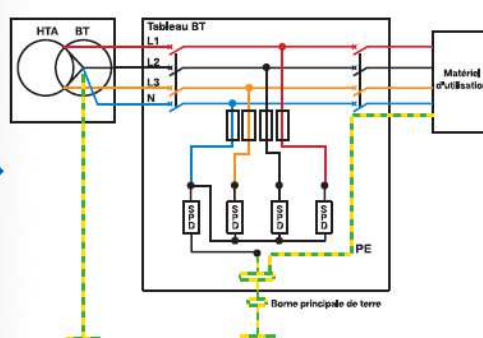 HTA BT
Tableau BT
L1
L2
L3
N
Matériel
d'utilisation
SPD
SPD
SPD
SPD
PE
Borne principale de terre